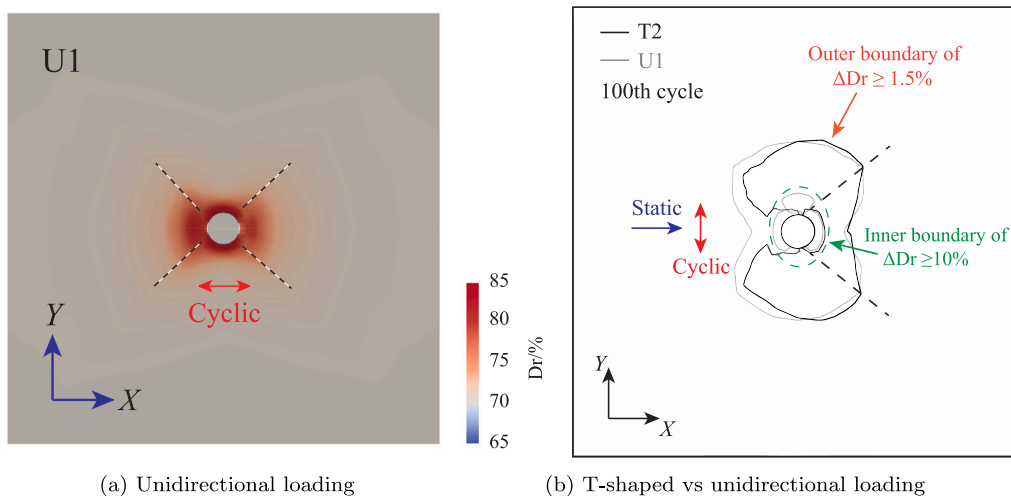 U1
Cyclic
Y
X
85
80
75
70
65
Dr/%
(a) Unidirectional loading
T2
U1
100th cycle
Outer boundary of
ΔDr ≥ 1.5%
Static
Cyclic
Inner boundary of
ΔDr ≥10%
Y
X
(b) T-shaped vs unidirectional loading